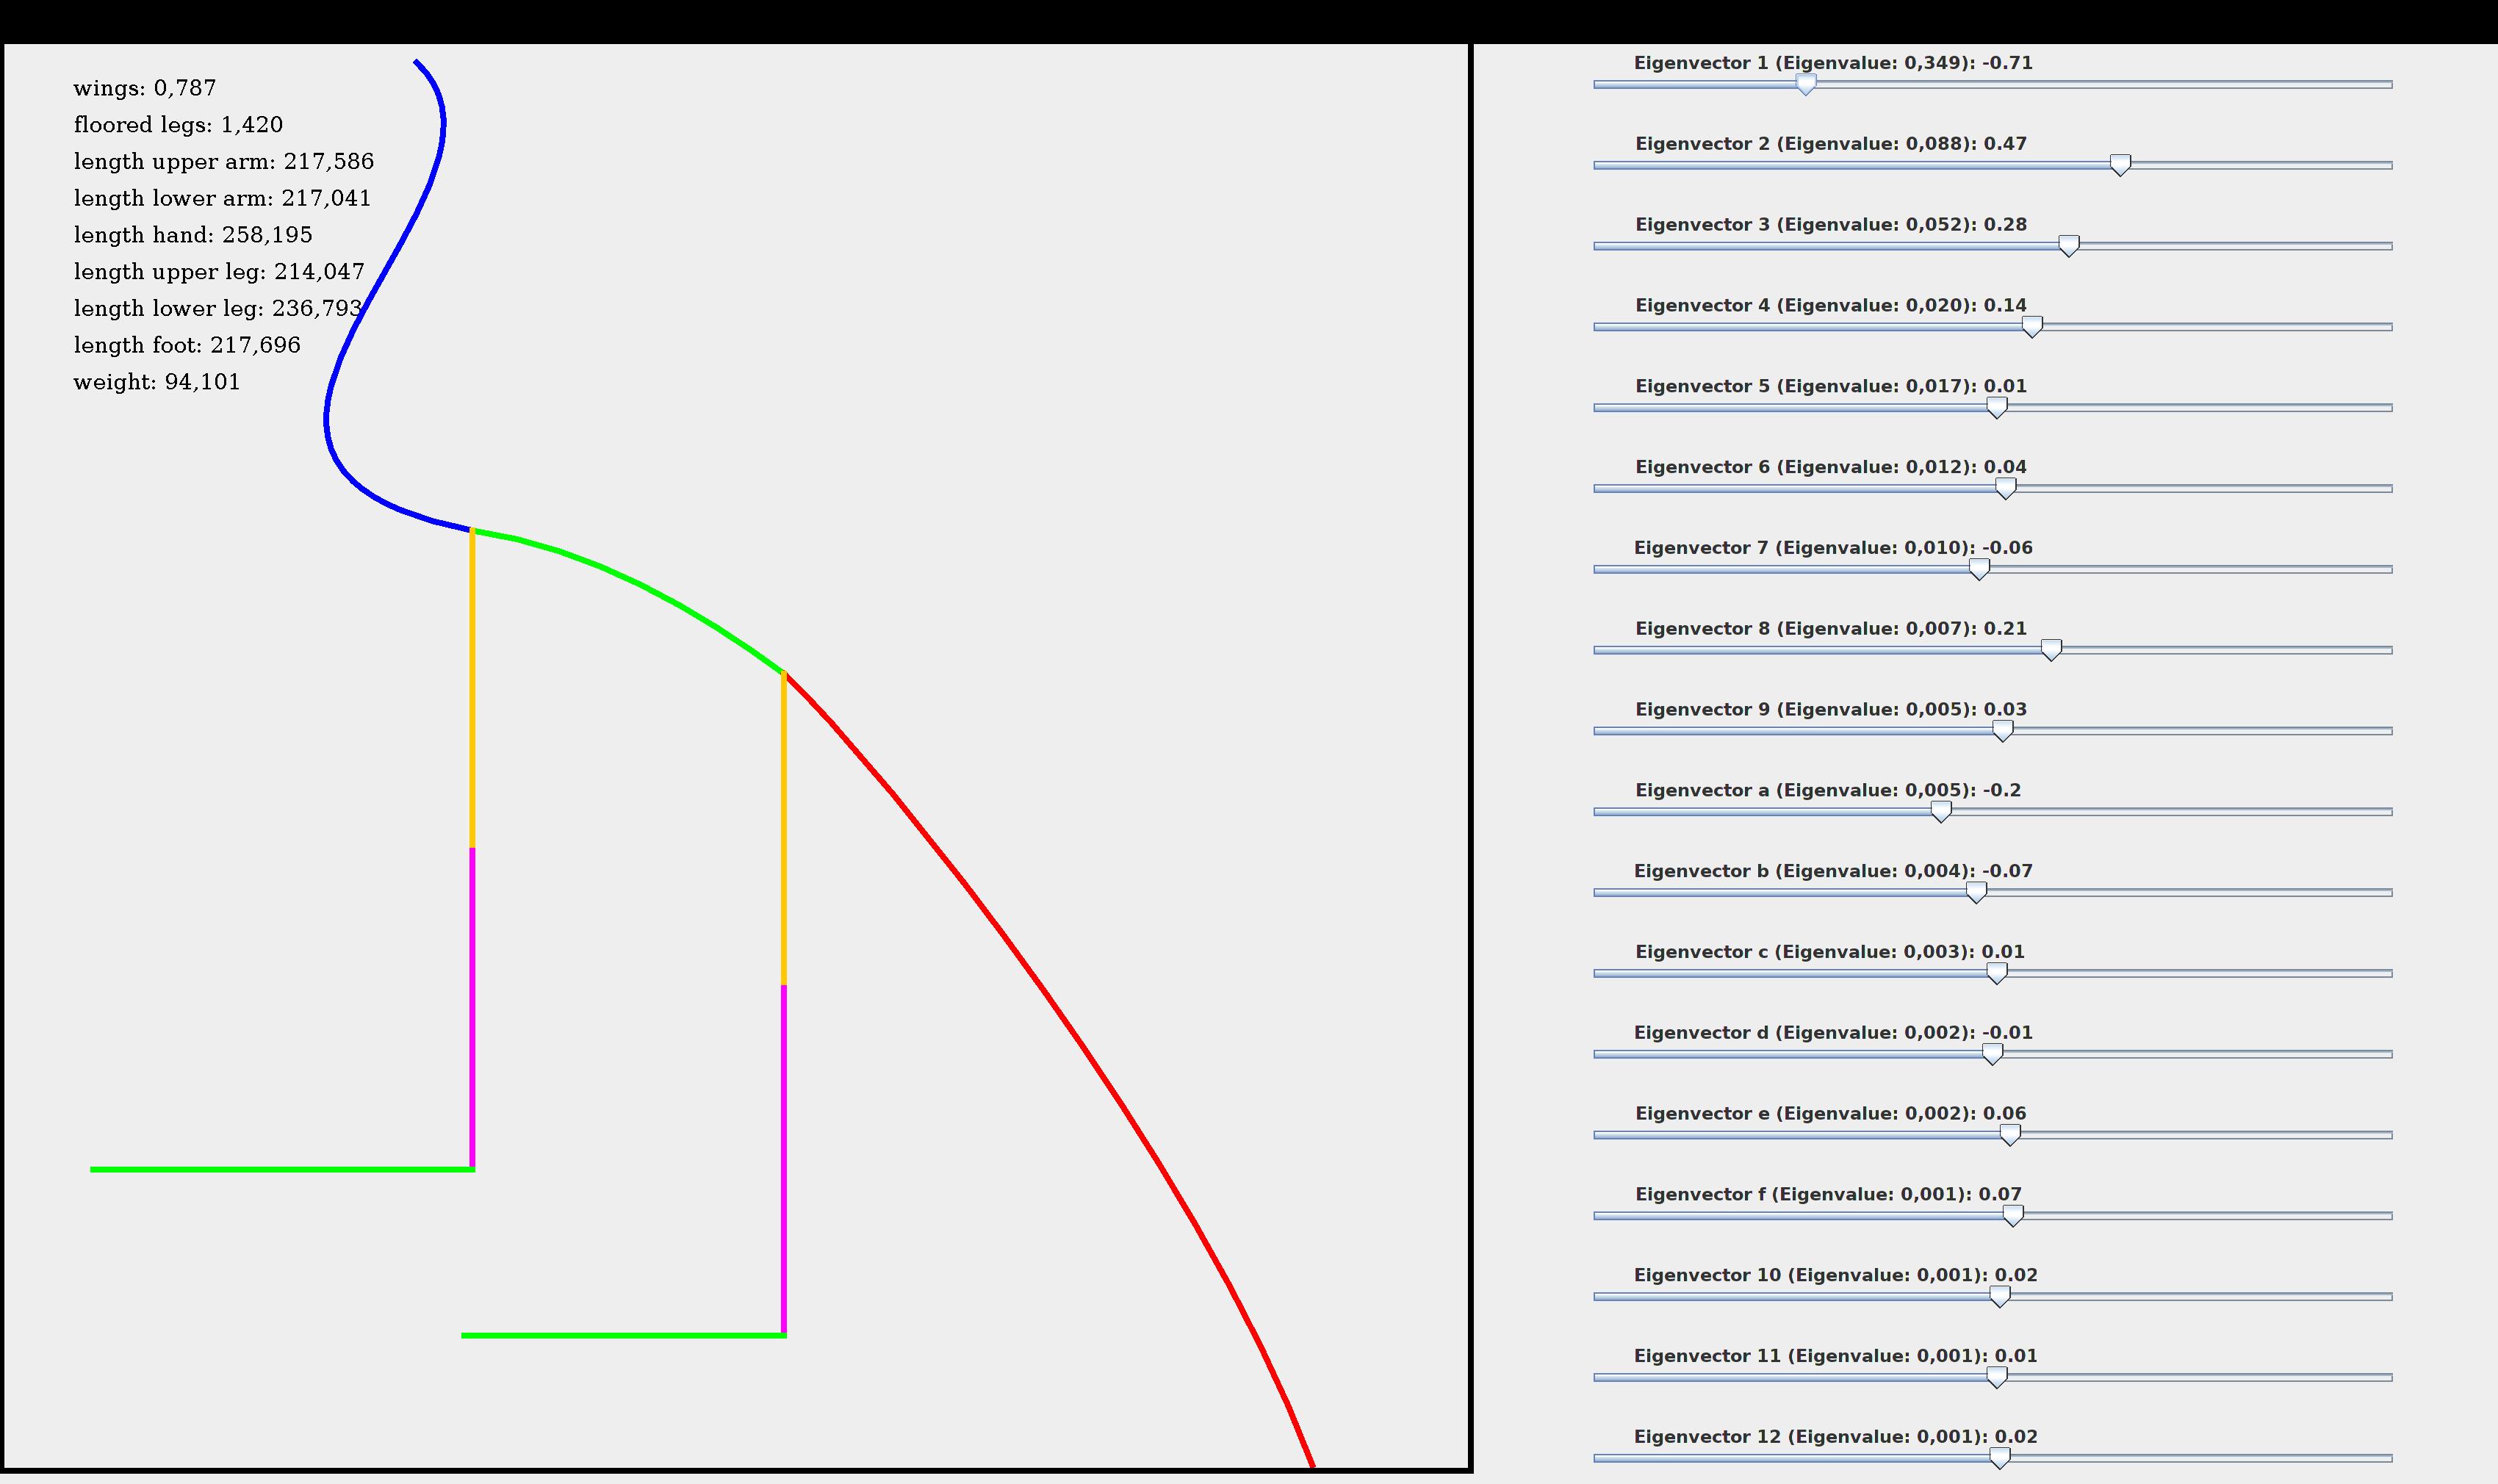 wings: 0,787
floored legs: 1,420
length upper arm: 217,586
length lower arm: 217,041
length hand: 258,195
length upper leg: 214,047
length lower leg: 236,793
length foot: 217,696
weight: 94,101
Eigenvector 1 (Eigenvalue: 0,349): -0.71
Eigenvector 2 (Eigenvalue: 0,088): 0.47
Eigenvector 3 (Eigenvalue: 0,052): 0.28
Eigenvector 4 (Eigenvalue: 0,020): 0.14
Eigenvector 5 (Eigenvalue: 0,017): 0.01
Eigenvector 6 (Eigenvalue: 0,012): 0.04
Eigenvector 7 (Eigenvalue: 0,010): -0.06
Eigenvector 8 (Eigenvalue: 0,007): 0.21
Eigenvector 9 (Eigenvalue: 0,005): 0.03
Eigenvector a (Eigenvalue: 0,005): -0.2
Eigenvector b (Eigenvalue: 0,004): -0.07
Eigenvector c (Eigenvalue: 0,003): 0.01
Eigenvector d (Eigenvalue: 0,002): -0.01
Eigenvector e (Eigenvalue: 0,002): 0.06
Eigenvector f (Eigenvalue: 0,001): 0.07
Eigenvector 10 (Eigenvalue: 0,001): 0.02
Eigenvector 11 (Eigenvalue: 0,001): 0.01
Eigenvector 12 (Eigenvalue: 0,001): 0.02